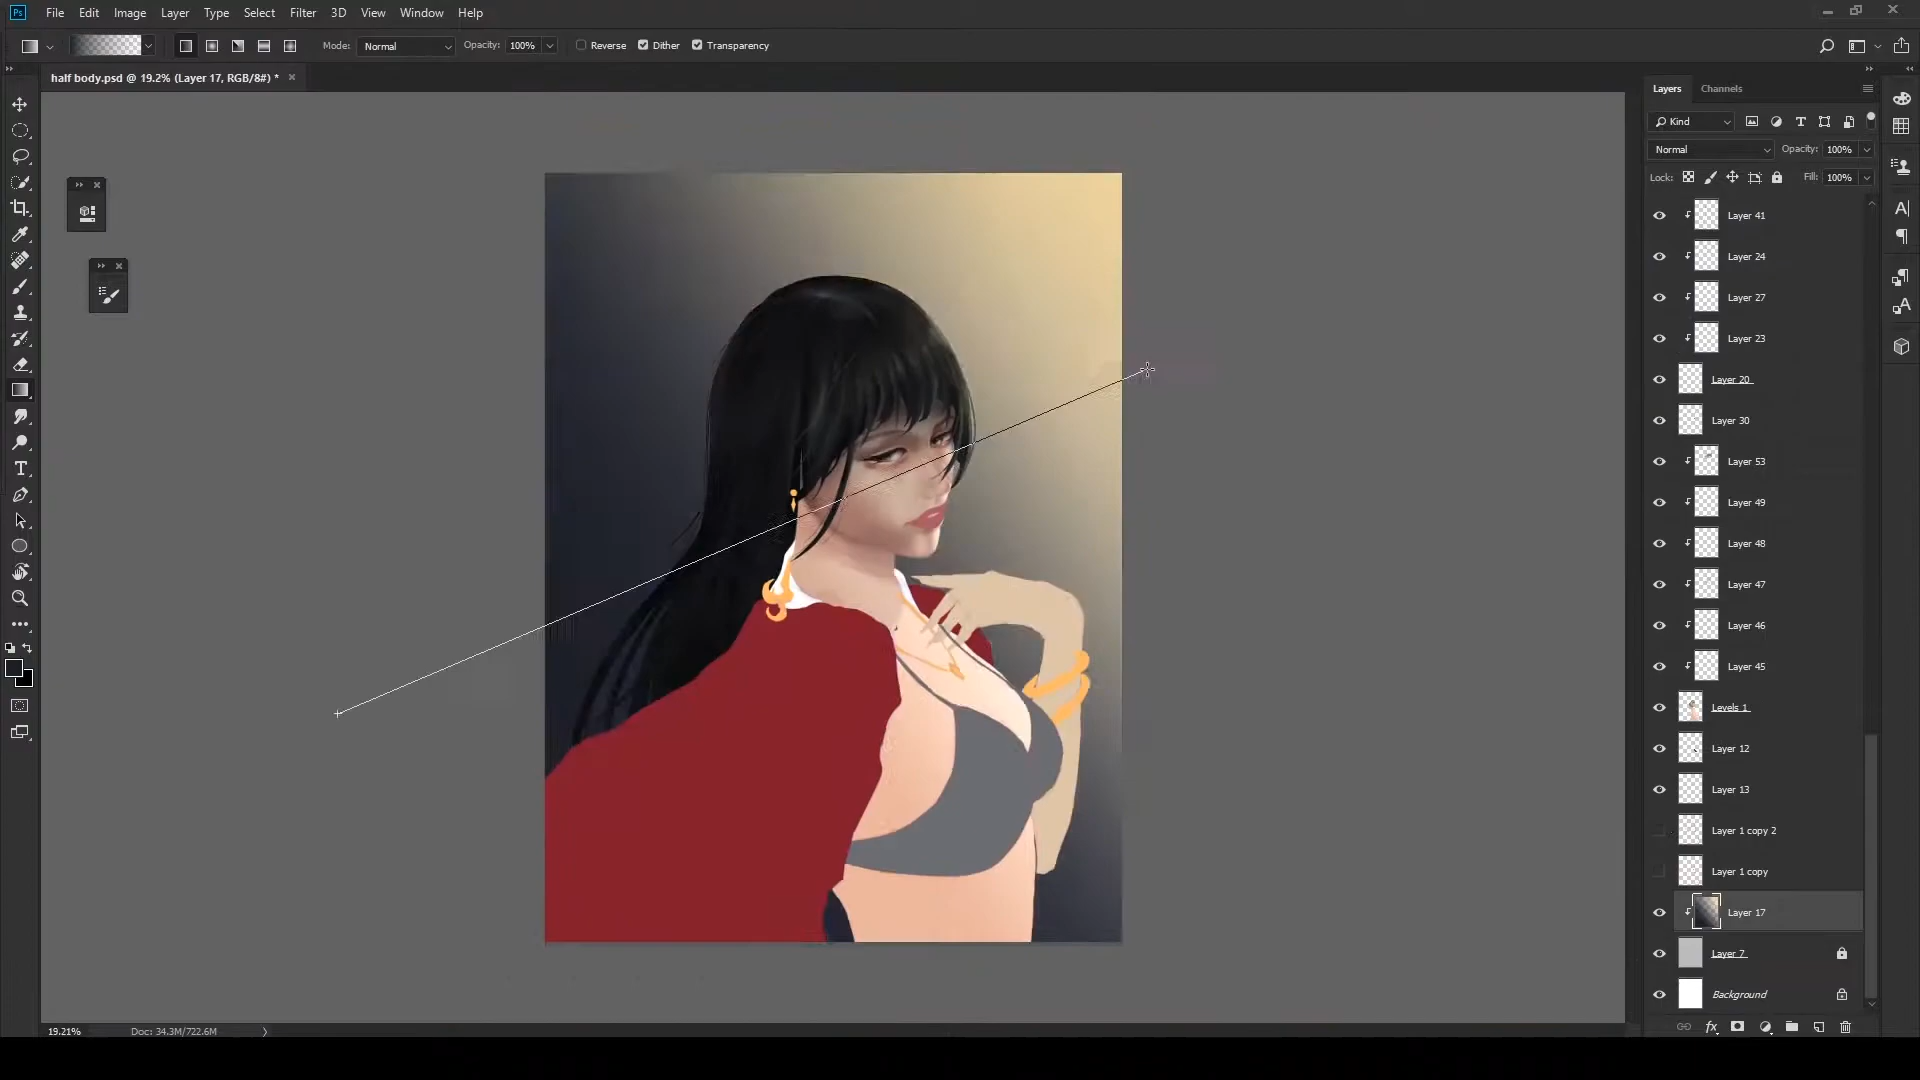 Ps File Edit Image Layer Type Select Filter 3D View Window Help
Mode: Normal Opacity: 100% Reverse Dither Transparency
half body.psd @ 19.2% (Layer 17, RGB/8#) *
Layers Channels
Kind
Normal Opacity: 100%
Lock: Fill: 100%
Layer 41
Layer 24
Layer 27
Layer 23
Layer 20
Layer 30
Layer 53
Layer 49
Layer 48
Layer 47
Layer 46
Layer 45
Levels 1
Layer 12
Layer 13
Layer 1 copy 2
Layer 1 copy
Layer 17
Layer 7
Background
19.21% Doc: 34.3M/722.6M